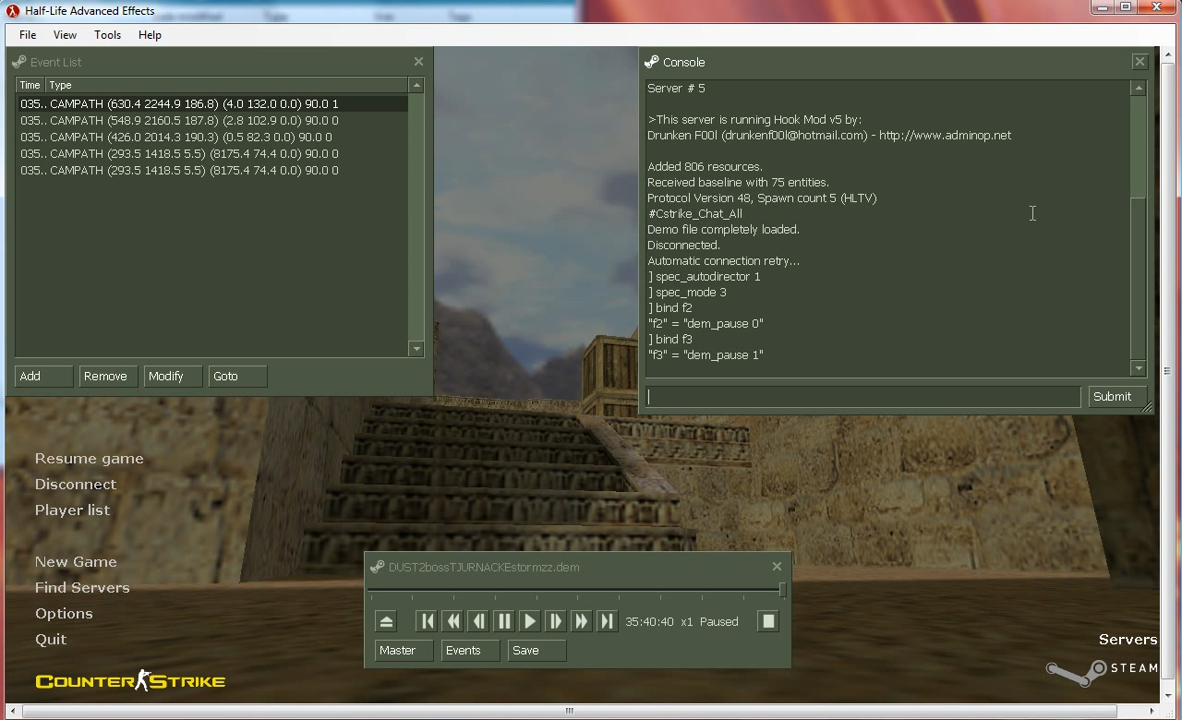 Half-Life Advanced Effects
File View Tools Help
Event List
Time Type
035.. CAMPATH (630.4 2244.9 186.8) (4.0 132.0 0.0) 90.0 1
035.. CAMPATH (548.9 2160.5 187.8) (2.8 102.9 0.0) 90.0 0
035.. CAMPATH (426.0 2014.3 190.3) (0.5 82.3 0.0) 90.0 0
035.. CAMPATH (293.5 1418.5 5.5) (8175.4 74.4 0.0) 90.0 0
035.. CAMPATH (293.5 1418.5 5.5) (8175.4 74.4 0.0) 90.0 0
Add Remove Modify Goto
Console
Server # 5
>This server is running Hook Mod v5 by:
Drunken F00l (drunkenf00l@hotmail.com) - http://www.adminop.net
Added 806 resources.
Received baseline with 75 entities.
Protocol Version 48, Spawn count 5 (HLTV)
#Cstrike_Chat_All
Demo file completely loaded.
Disconnected.
Automatic connection retry...
] spec_autodirector 1
] spec_mode 3
] bind f2
"f2" = "dem_pause 0"
] bind f3
"f3" = "dem_pause 1"
Submit
Resume game
Disconnect
Player list
New Game
Find Servers
Options
Quit
COUNTER STRIKE
DUST2bossTJURNACKEstormzz.dem
35:40:40 x1 Paused
Master Events Save
Servers
STEAM